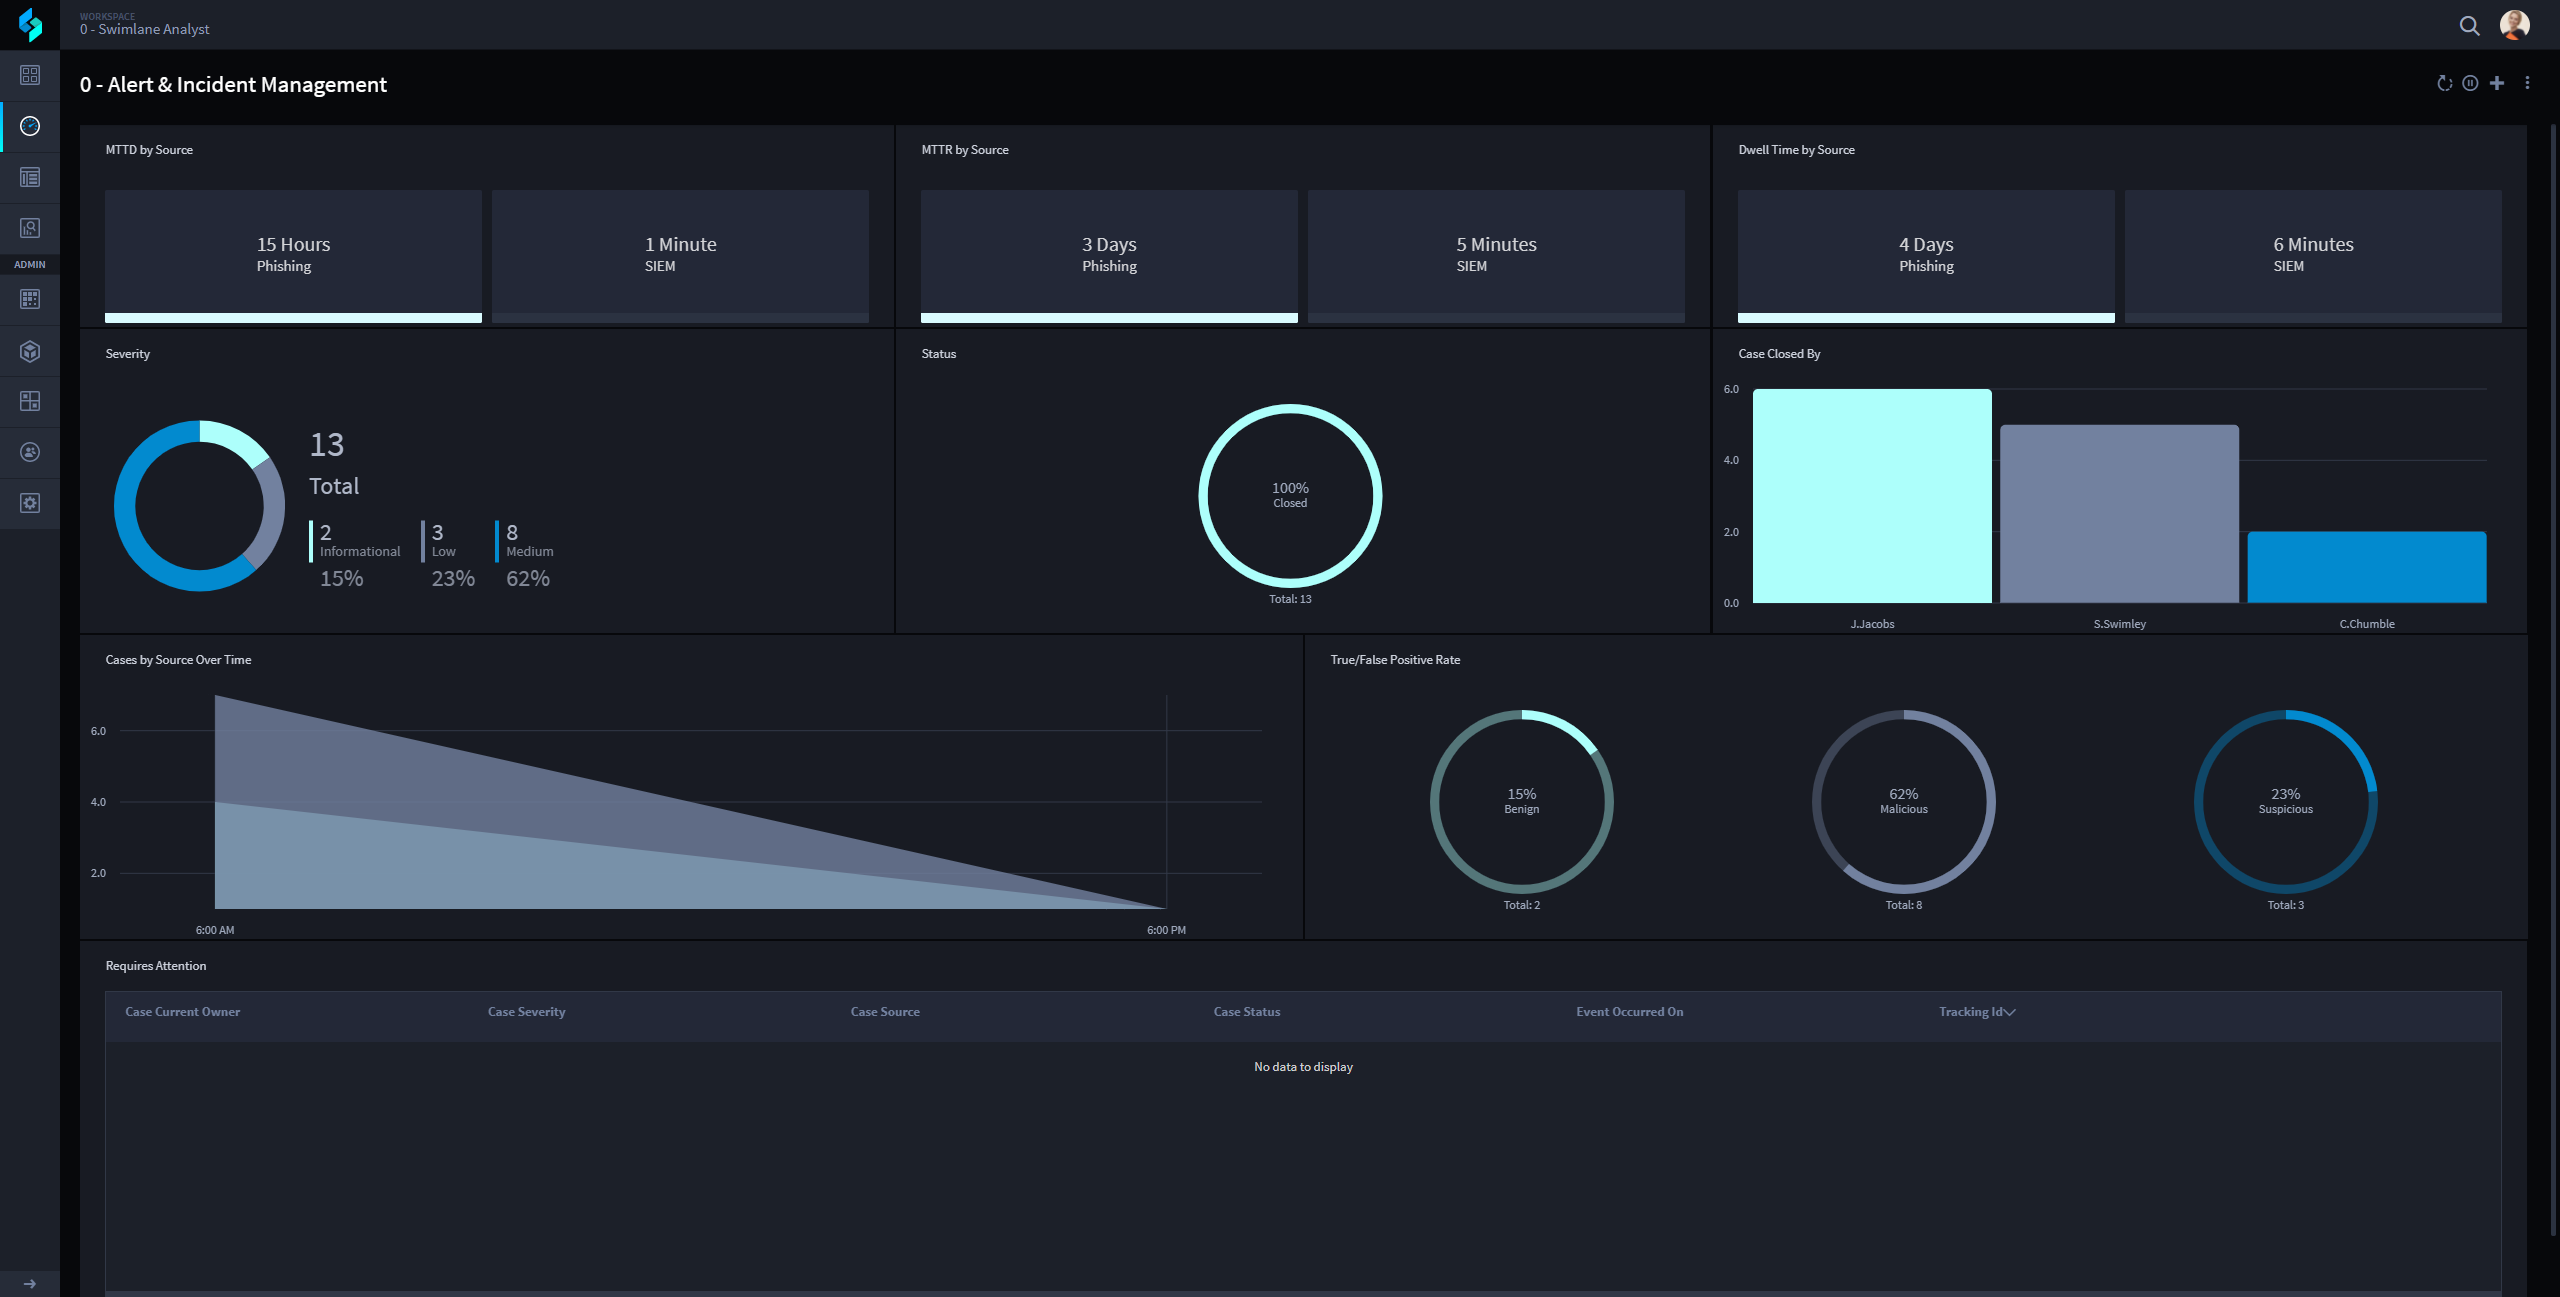 WORKSPACE
0 - Swimlane Analyst
0 - Alert & Incident Management
ADMIN
MTTD by Source
15 Hours
Phishing
1 Minute
SIEM
MTTR by Source
3 Days
Phishing
5 Minutes
SIEM
Dwell Time by Source
4 Days
Phishing
6 Minutes
SIEM
Severity
13
Total
2
Informational
15%
3
Low
23%
8
Medium
62%
Status
100%
Closed
Total: 13
Case Closed By
6.0
4.0
2.0
0.0
J.Jacobs
S.Swimley
C.Chumble
Cases by Source Over Time
6.0
4.0
2.0
6:00 AM
6:00 PM
True/False Positive Rate
15%
Benign
Total: 2
62%
Malicious
Total: 8
23%
Suspicious
Total: 3
Requires Attention
Case Current Owner
Case Severity
Case Source
Case Status
Event Occurred On
Tracking Id
No data to display